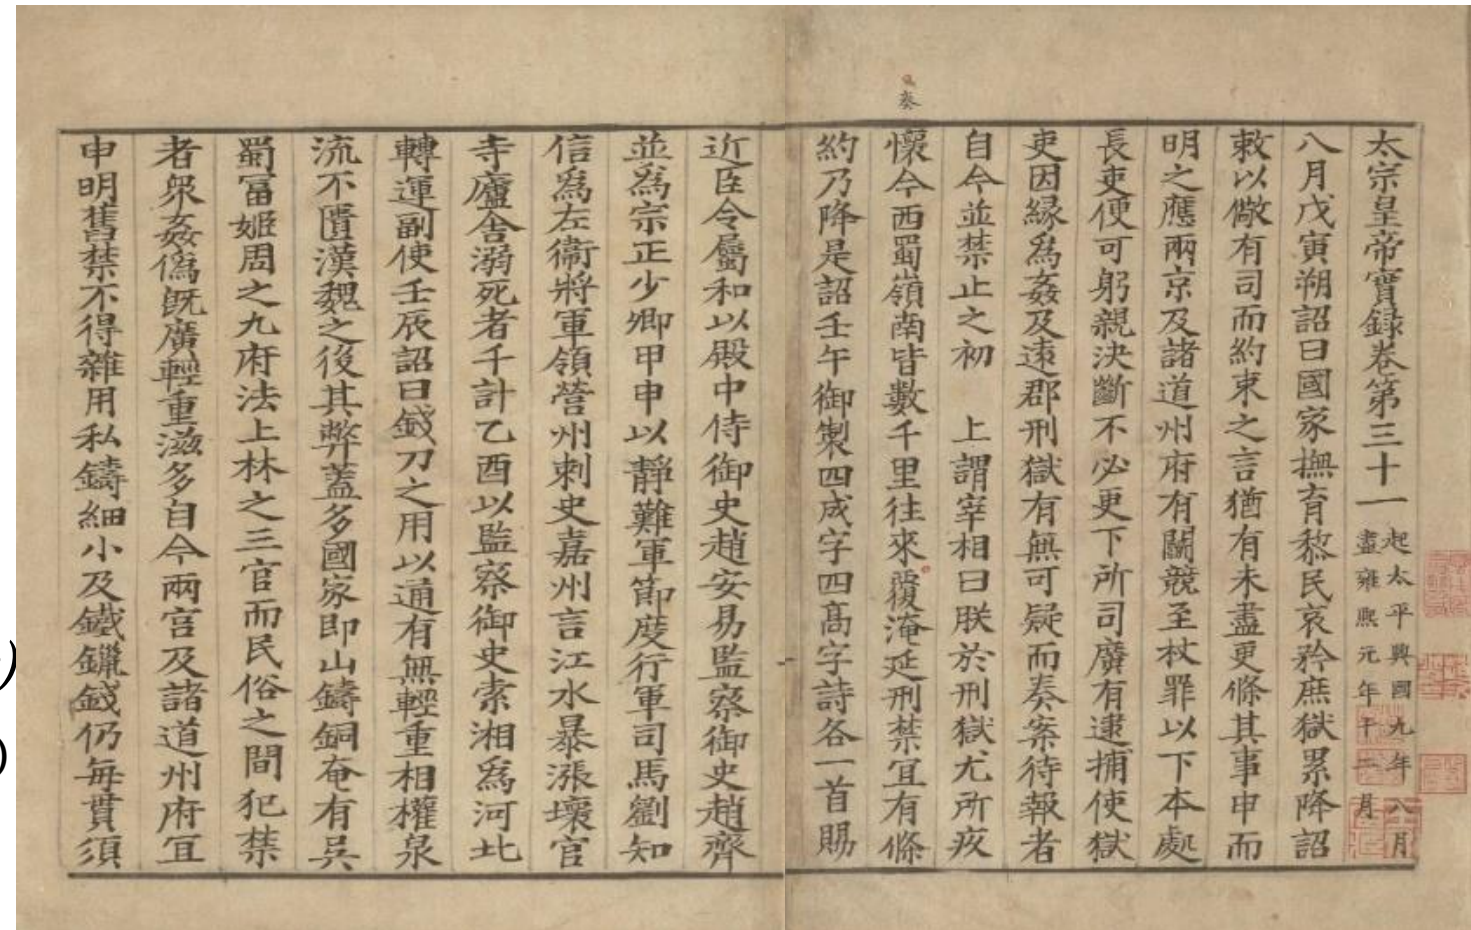 太宗皇帝實録卷第三十一
起太平興國九年八月
盡雍熙元年十二月
八月戊寅朔詔曰國家撫育黎民哀矜庶獄累降詔
敕以儆有司而約束之言猶有未盡更條其事申而
明之應兩京及諸道州府有鬬競至杖罪以下本處
長吏便可躬親決斷不必更下所司廣有逮捕使獄
吏因緣為姦及遠郡刑獄有無可疑而奏案待報者
自今並禁止之初　上謂宰相曰朕於刑獄尤所疚
懷今西蜀嶺南皆數千里往來覆淹延刑禁宜有條
奏
約乃降是詔壬午御製四成字四高字詩各一首賜
近臣令屬和以殿中侍御史趙安易監察御史趙齊
並為宗正少卿甲申以靜難軍節度行軍司馬劉知
信為左衞將軍領營州刺史嘉州言江水暴漲壞官
寺廬舍溺死者千計乙酉以監察御史索湘為河北
轉運副使壬辰詔曰錢刀之用以通有無輕重相權泉
流不匱漢魏之後其弊蓋多國家即山鑄銅奄有吳
蜀冨姬周之九府法上林之三官而民俗之間犯禁
者衆姦偽旣廣輕重滋多自今兩宫及諸道州府宜
申明舊禁不得雜用私鑄細小及鐵鑞錢仍每貫須